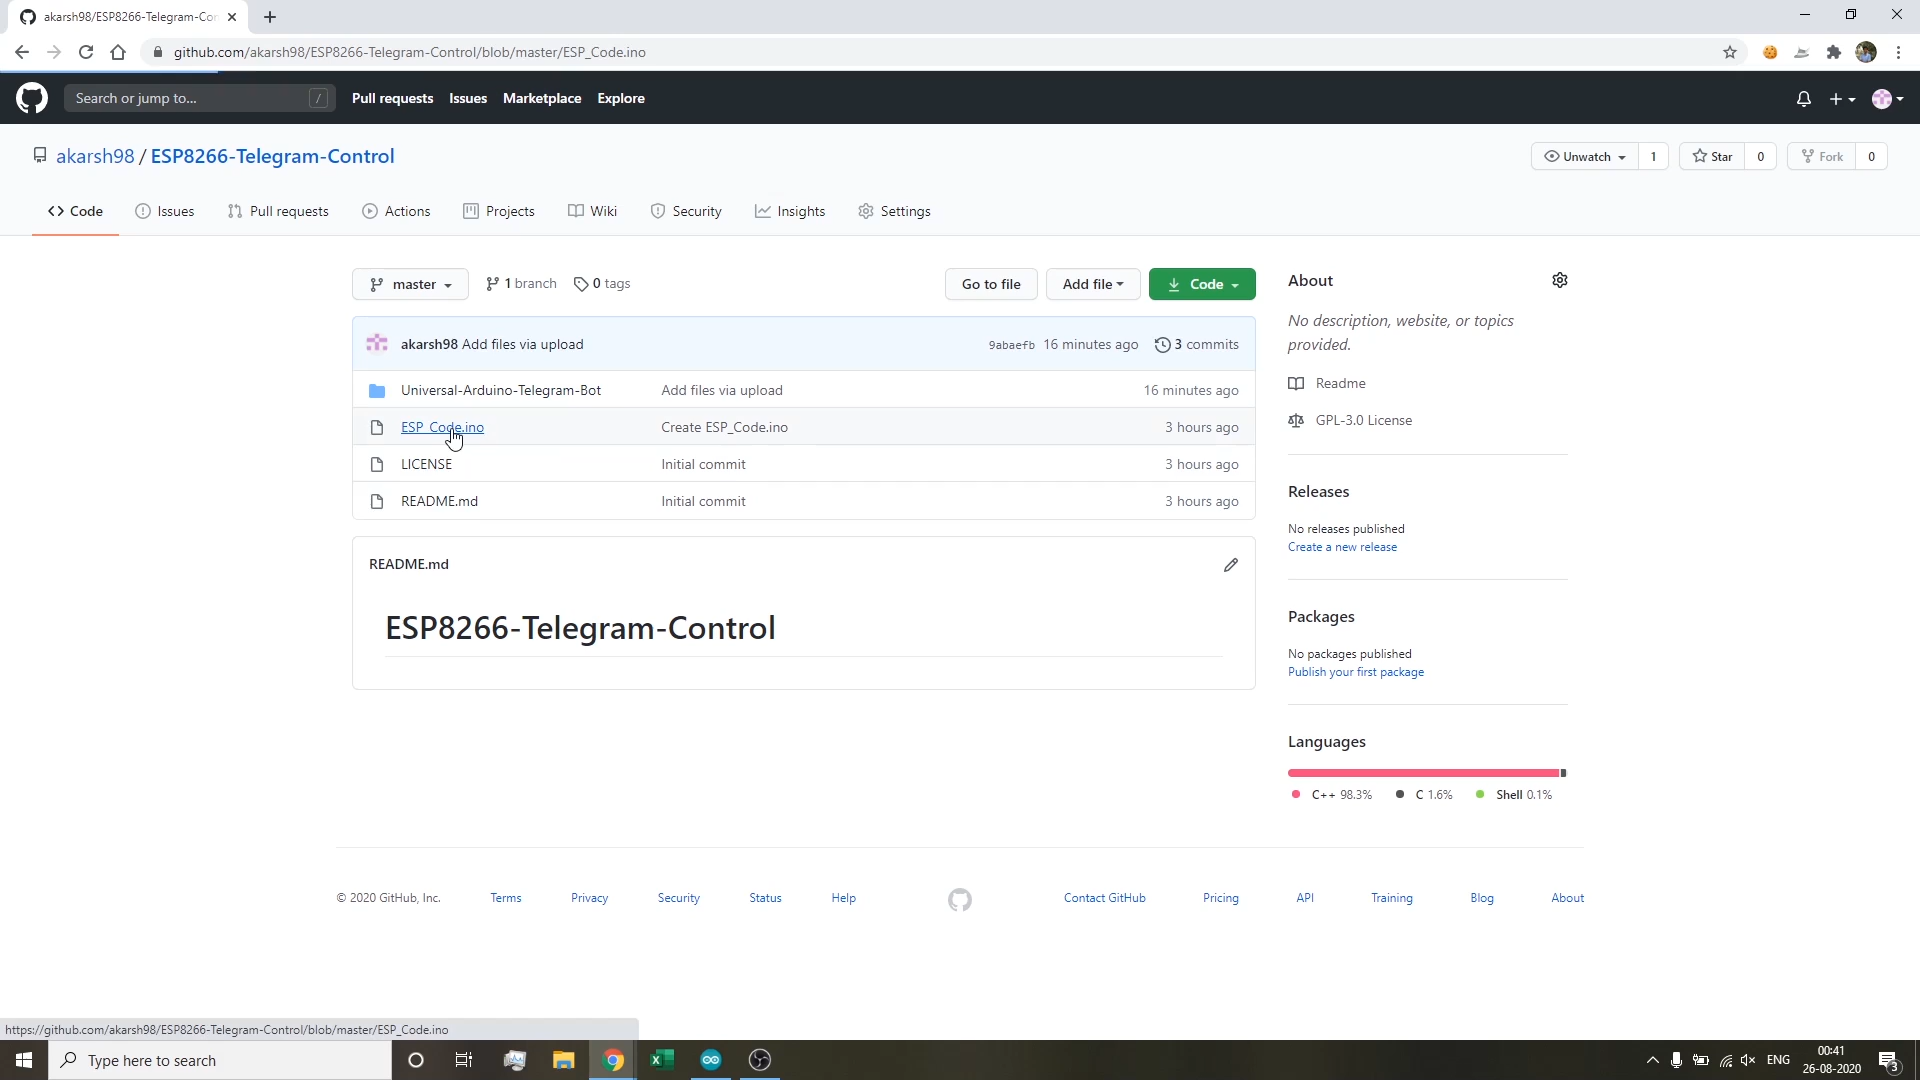 akarsh98/ESP8266-Telegram-Con
github.com/akarsh98/ESP8266-Telegram-Control/blob/master/ESP_Code.ino
Search or jump to... /
Pull requests Issues Marketplace Explore
akarsh98 / ESP8266-Telegram-Control
Unwatch 1 Star 0 Fork 0
Code Issues Pull requests Actions Projects Wiki Security Insights Settings
master 1 branch 0 tags Go to file Add file Code
akarsh98 Add files via upload 9abaefb 16 minutes ago 3 commits
Universal-Arduino-Telegram-Bot Add files via upload 16 minutes ago
ESP_Code.ino Create ESP_Code.ino 3 hours ago
LICENSE Initial commit 3 hours ago
README.md Initial commit 3 hours ago
README.md
ESP8266-Telegram-Control
About
No description, website, or topics
provided.
Readme
GPL-3.0 License
Releases
No releases published
Create a new release
Packages
No packages published
Publish your first package
Languages
C++ 98.3% C 1.6% Shell 0.1%
© 2020 GitHub, Inc. Terms Privacy Security Status Help Contact GitHub Pricing API Training Blog About
https://github.com/akarsh98/ESP8266-Telegram-Control/blob/master/ESP_Code.ino
Type here to search
ENG
00:41
26-08-2020
3